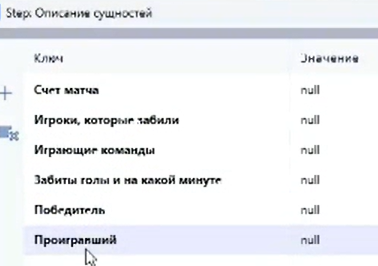 Step: Описание сущностей
Ключ Значение
Счет матча null
Игроки, которые забили null
Играющие команды null
Забиты голы и на какой минуте null
Победитель null
Проигравший null